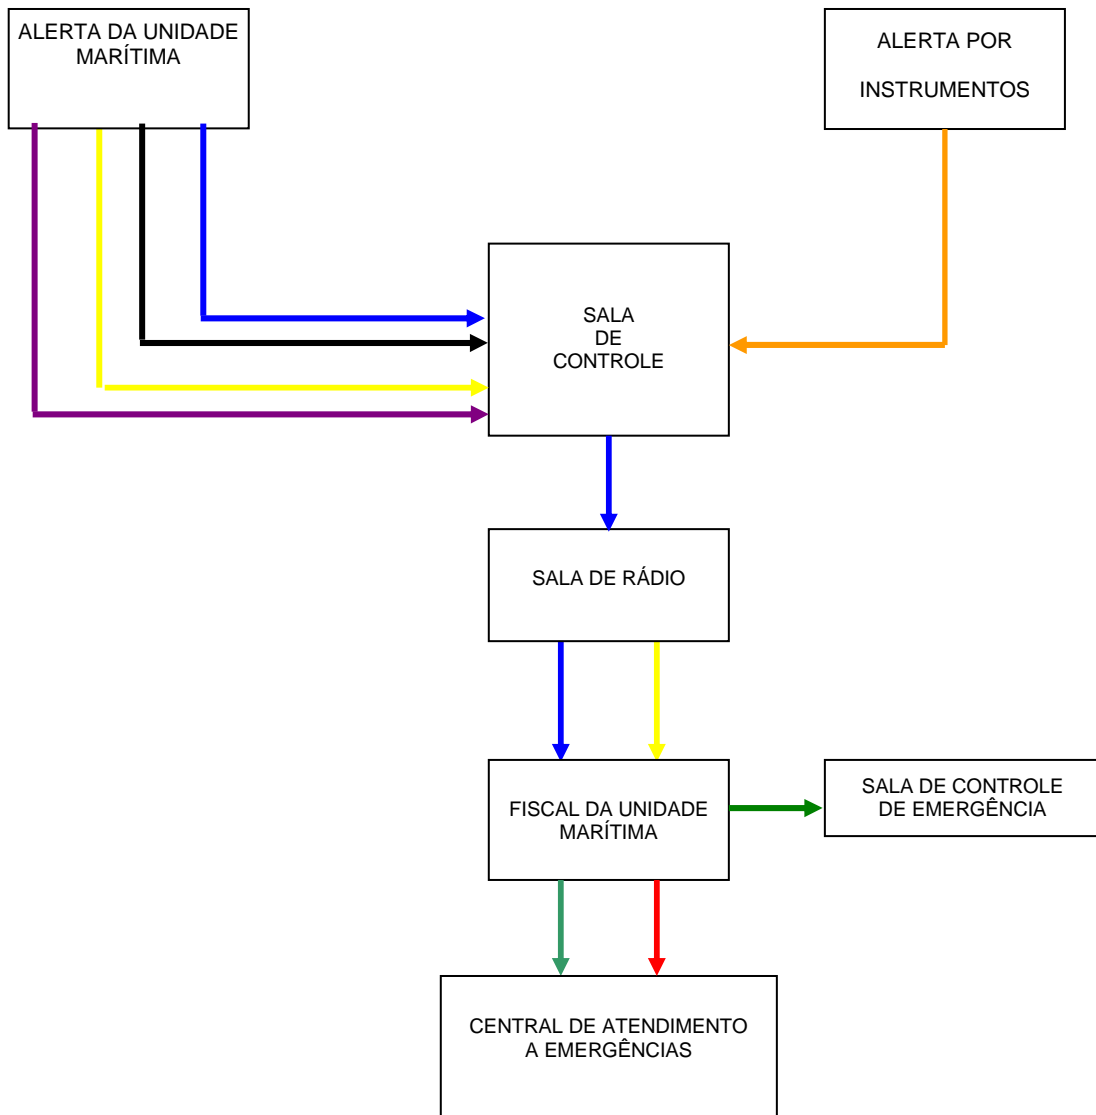 ALERTA DA UNIDADE
MARÍTIMA
ALERTA POR
INSTRUMENTOS
SALA
DE
CONTROLE
SALA DE RÁDIO
FISCAL DA UNIDADE
MARÍTIMA
SALA DE CONTROLE
DE EMERGÊNCIA
CENTRAL DE ATENDIMENTO
A EMERGÊNCIAS